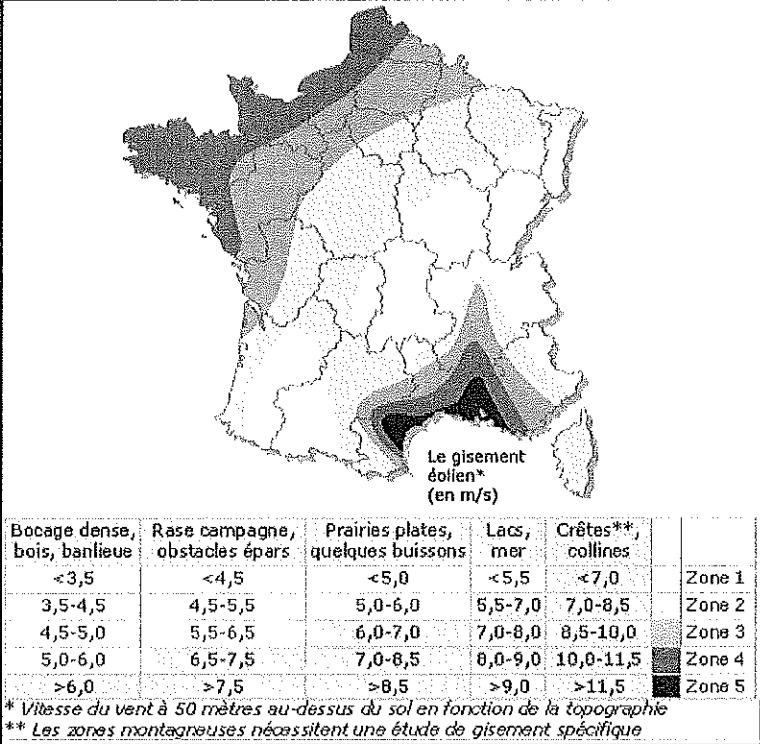 Le gisement
éolien*
(en m/s)
Bocage dense, bois, banlieue | Rase campagne, obstacles épars | Prairies plates, quelques buissons | Lacs, mer | Crêtes**, collines
<3,5 <4,5 <5,0 <5,5 <7,0 Zone 1
3,5-4,5 4,5-5,5 5,0-6,0 5,5-7,0 7,0-8,5 Zone 2
4,5-5,0 5,5-6,5 6,0-7,0 7,0-8,0 8,5-10,0 Zone 3
5,0-6,0 6,5-7,5 7,0-8,5 8,0-9,0 10,0-11,5 Zone 4
>6,0 >7,5 >8,5 >9,0 >11,5 Zone 5
* Vitesse du vent à 50 mètres au-dessus du sol en fonction de la topographie
** Les zones montagneuses nécessitent une étude de gisement spécifique